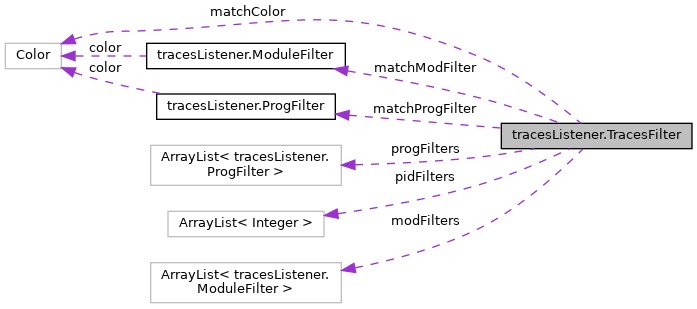 matchColor
Color
color
tracesListener.ModuleFilter
color
matchModFilter
tracesListener.ProgFilter
matchProgFilter
tracesListener.TracesFilter
progFilters
ArrayList< tracesListener.
ProgFilter >
pidFilters
ArrayList< Integer >
modFilters
ArrayList< tracesListener.
ModuleFilter >